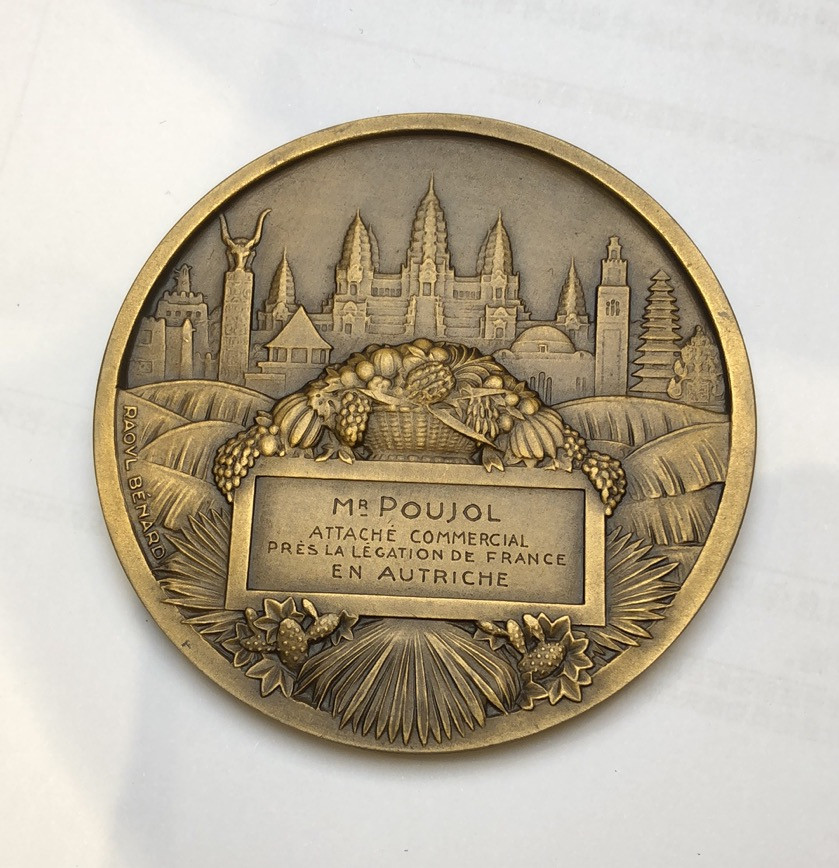 RAOVL BÉNARD
MR POUJOL
ATTACHÉ COMMERCIAL
PRÈS LA LÉGATION DE FRANCE
EN AUTRICHE